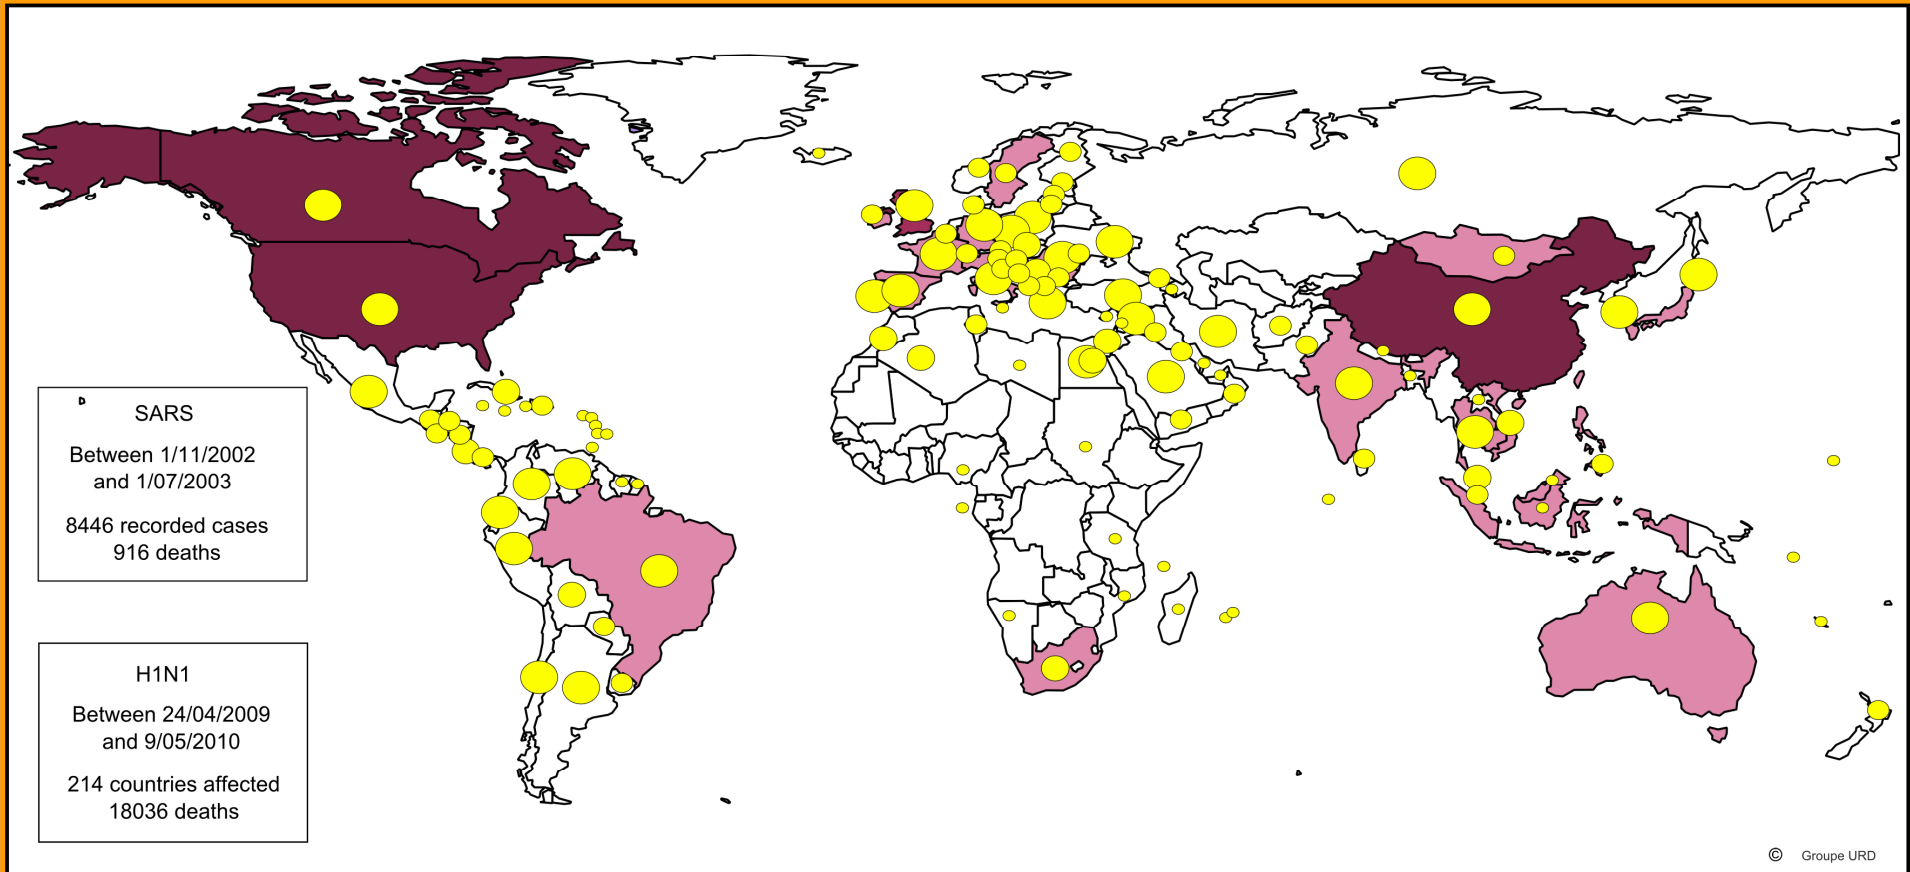 SARS
Between 1/11/2002
and 1/07/2003
8446 recorded cases
916 deaths
H1N1
Between 24/04/2009
and 9/05/2010
214 countries affected
18036 deaths
© Groupe URD